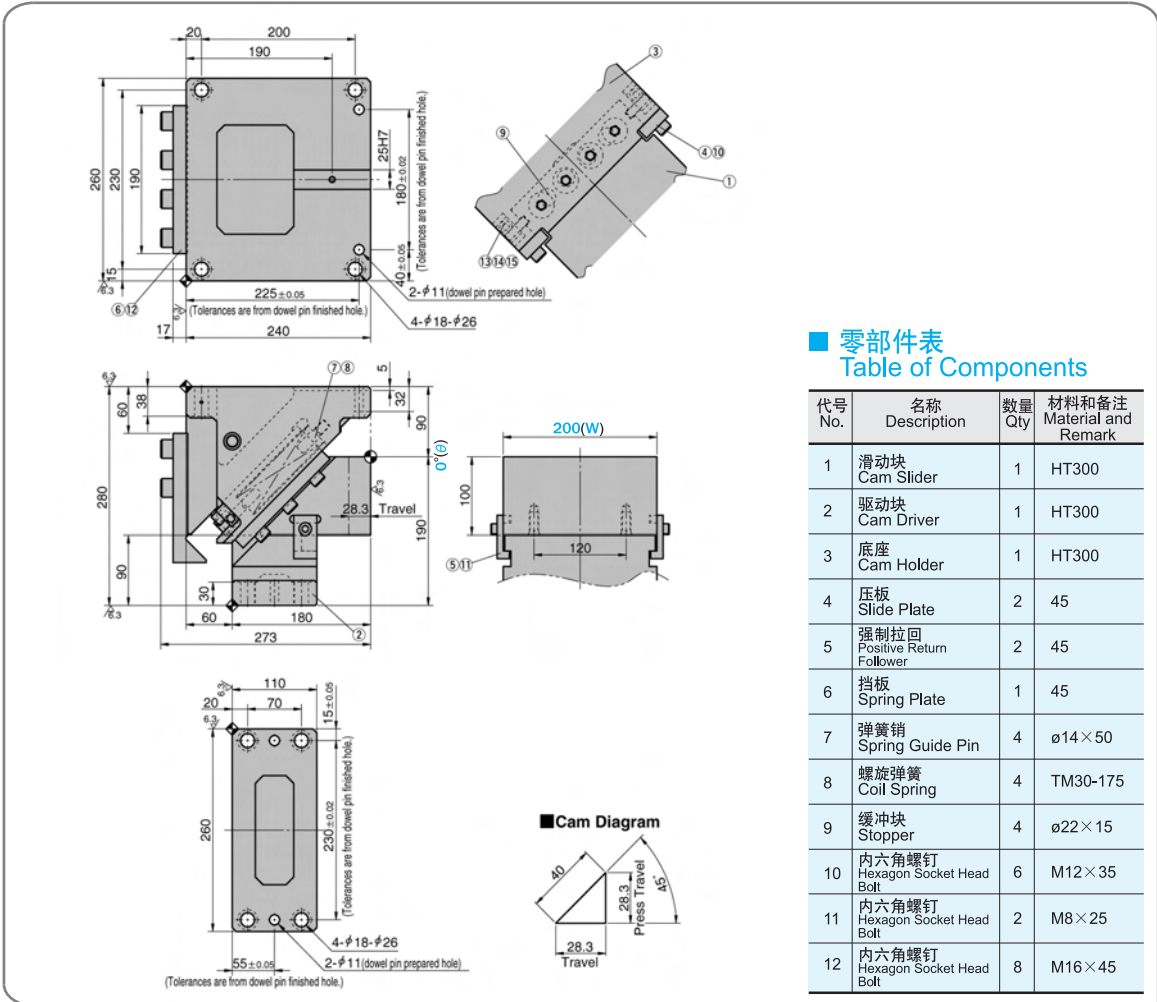 20
200
190
260
230
190
15
6.3
⑥⑫
17
25H7
180±0.02
40±0.05
(Tolerances are from dowel pin finished hole.)
225±0.05
6.3
(Tolerances are from dowel pin finished hole.)
240
2-φ11(dowel pin prepared hole)
4-φ18-φ26
③
⑨
④⑩
①
⑬⑭⑮
6.3
60
38
⑦⑧
5
32
90
0°(θ)
280
90
30
6.3
60
180
273
②
28.3 Travel
6.3
190
200(W)
100
120
⑤⑪
6.3
110
20
70
6.3
15±0.05
260
230±0.02
(Tolerances are from dowel pin finished hole.)
4-φ18-φ26
55±0.05
2-φ11(dowel pin prepared hole)
(Tolerances are from dowel pin finished hole.)
■Cam Diagram
40
28.3
Press Travel
45°
28.3
Travel
■ 零部件表
Table of Components
代号 名称 数量 材料和备注
No. Description Qty Material and
Remark
1 滑动块 1 HT300
Cam Slider
2 驱动块 1 HT300
Cam Driver
3 底座 1 HT300
Cam Holder
4 压板 2 45
Slide Plate
5 强制拉回 2 45
Positive Return
Follower
6 挡板 1 45
Spring Plate
7 弹簧销 4 ø14×50
Spring Guide Pin
8 螺旋弹簧 4 TM30-175
Coil Spring
9 缓冲块 4 ø22×15
Stopper
10 内六角螺钉 6 M12×35
Hexagon Socket Head
Bolt
11 内六角螺钉 2 M8×25
Hexagon Socket Head
Bolt
12 内六角螺钉 8 M16×45
Hexagon Socket Head
Bolt